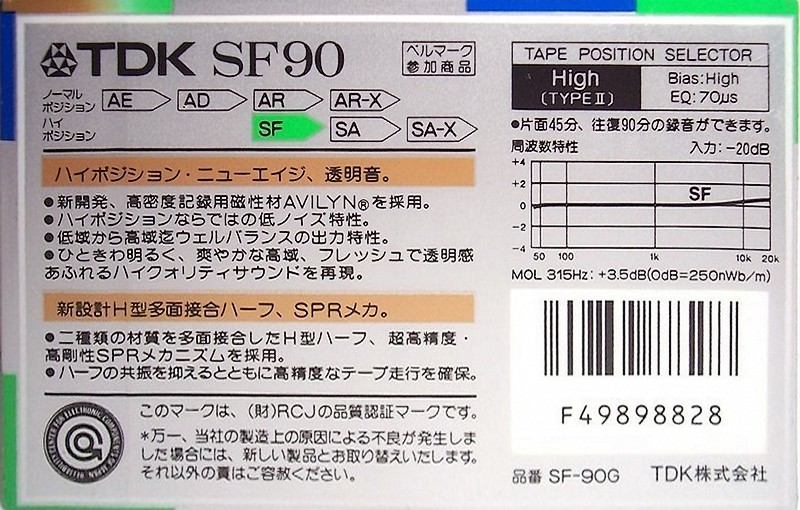 TDK SF90
ベルマーク
参加商品
ノーマル
ポジション AE AD AR AR-X
ハイ
ポジション SF SA SA-X
ハイポジション・ニューエイジ、透明音。
●新開発、高密度記録用磁性材AVILYN®を採用。
●ハイポジションならではの低ノイズ特性。
●低域から高域迄ウェルバランスの出力特性。
●ひときわ明るく、爽やかな高域、フレッシュで透明感
あふれるハイクオリティサウンドを再現。
新設計H型多面接合ハーフ、SPRメカ。
●二種類の材質を多面接合したH型ハーフ、超高精度・
高剛性SPRメカニズムを採用。
●ハーフの共振を抑えるとともに高精度なテープ走行を確保。
このマークは、(財)RCJの品質認証マークです。
*万一、当社の製造上の原因による不良が発生しま
した場合には、新しい製品とお取り替えいたします。
それ以外の責はご容赦ください。
TAPE POSITION SELECTOR
High
(TYPE II)
Bias:High
EQ:70μs
●片面45分、往復90分の録音ができます。
周波数特性 入力:-20dB
+4
+2
0
-2
-4
SF
50 100 1k 10k 20k
MOL 315Hz:+3.5dB(0dB=250nWb/m)
F49898828
品番 SF-90G TDK株式会社